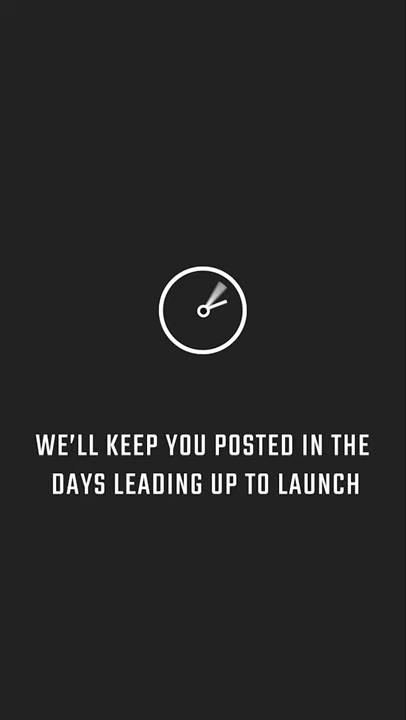 WE'LL KEEP YOU POSTED IN THE
DAYS LEADING UP TO LAUNCH